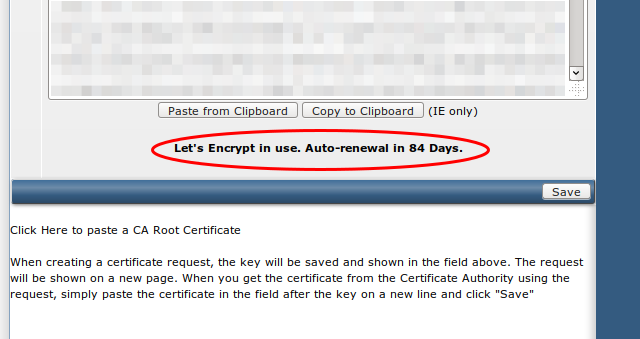 Paste from Clipboard Copy to Clipboard (IE only)
Let's Encrypt in use. Auto-renewal in 84 Days.
Save
Click Here to paste a CA Root Certificate
When creating a certificate request, the key will be saved and shown in the field above. The request
will be shown on a new page. When you get the certificate from the Certificate Authority using the
request, simply paste the certificate in the field after the key on a new line and click "Save"